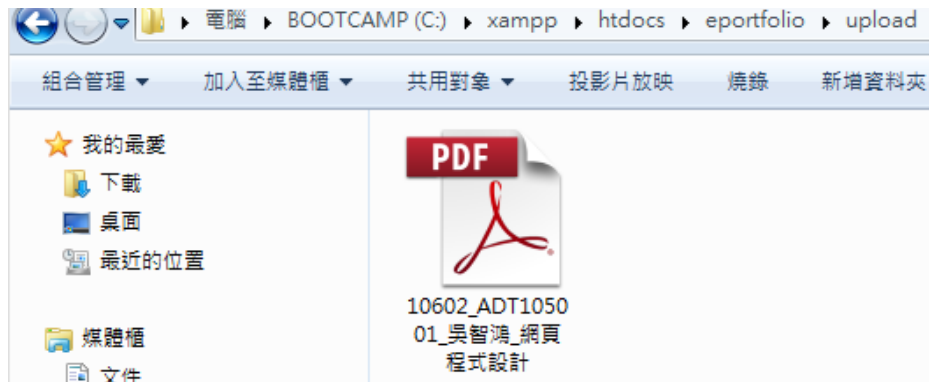 電腦 ▸ BOOTCAMP (C:) ▸ xampp ▸ htdocs ▸ eportfolio ▸ upload
組合管理 ▼ 加入至媒體櫃 ▼ 共用對象 ▼ 投影片放映 燒錄 新增資料夾
我的最愛
下載
桌面
最近的位置
媒體櫃
文件
PDF
10602_ADT1050
01_吳智鴻_網頁
程式設計